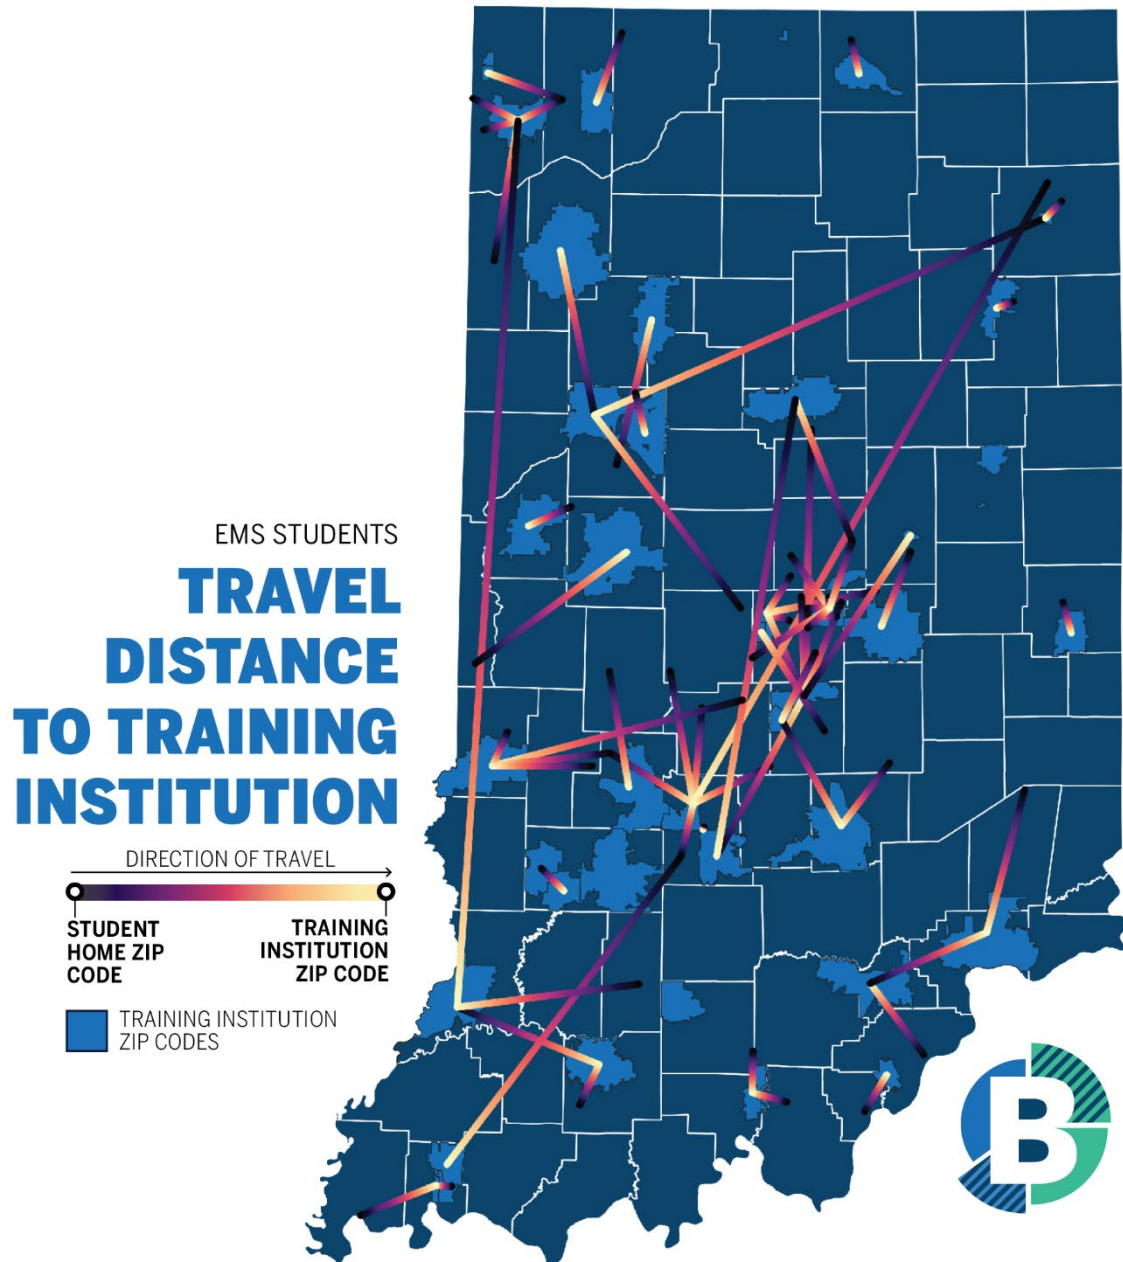 EMS STUDENTS
TRAVEL
DISTANCE
TO TRAINING
INSTITUTION
DIRECTION OF TRAVEL
STUDENT
HOME ZIP
CODE
TRAINING
INSTITUTION
ZIP CODE
TRAINING INSTITUTION
ZIP CODES
B